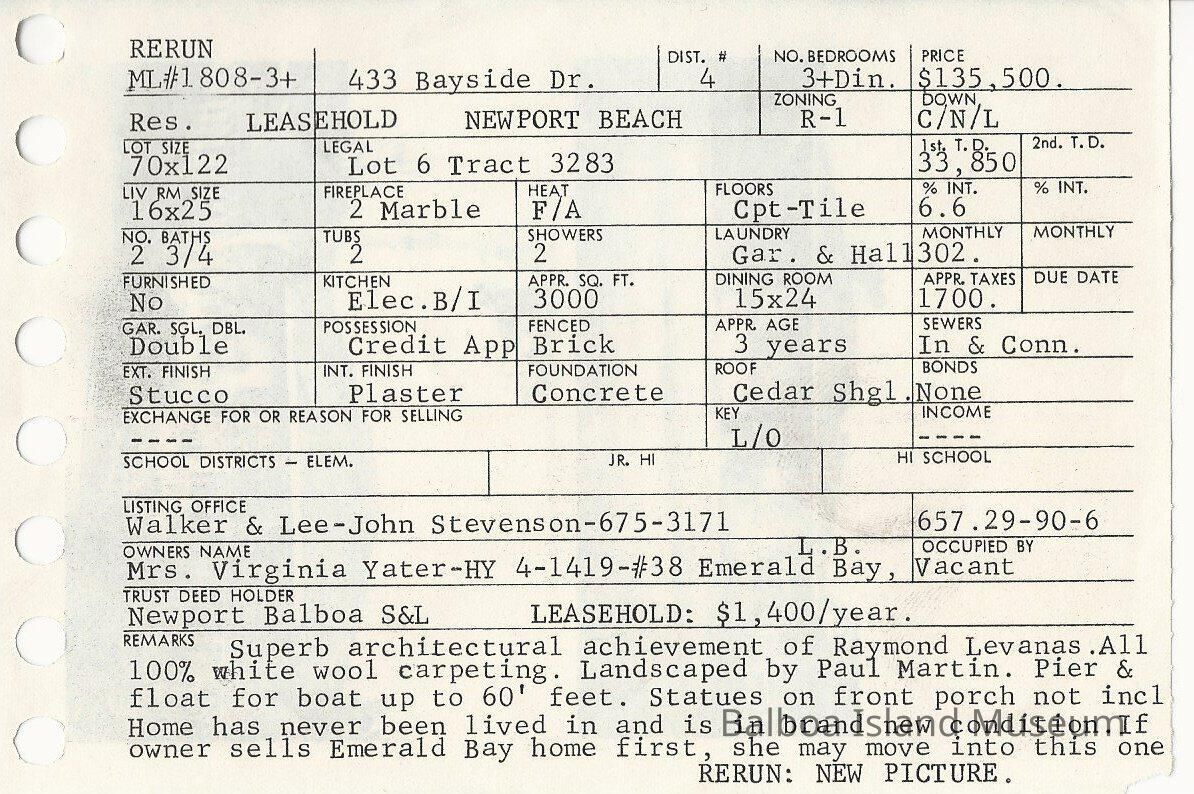 RERUN
ML#1808-3+ 433 Bayside Dr. DIST. # 4 NO. BEDROOMS 3+Din. PRICE $135,500.
Res. LEASEHOLD NEWPORT BEACH ZONING R-1 DOWN C/N/L
LOT SIZE 70x122 LEGAL Lot 6 Tract 3283 1st. T. D. 33,850 2nd. T. D.
LIV RM SIZE 16x25 FIREPLACE 2 Marble HEAT F/A FLOORS Cpt-Tile % INT. 6.6 % INT.
NO. BATHS 2 3/4 TUBS 2 SHOWERS 2 LAUNDRY Gar. & Hall MONTHLY 302. MONTHLY
FURNISHED No KITCHEN Elec.B/I APPR. SQ. FT. 3000 DINING ROOM 15x24 APPR. TAXES 1700. DUE DATE
GAR. SGL. DBL. Double POSSESSION Credit App FENCED Brick APPR. AGE 3 years SEWERS In & Conn.
EXT. FINISH Stucco INT. FINISH Plaster FOUNDATION Concrete ROOF Cedar Shgl. BONDS None
EXCHANGE FOR OR REASON FOR SELLING ---- KEY L/O INCOME ----
SCHOOL DISTRICTS – ELEM. JR. HI HI SCHOOL
LISTING OFFICE
Walker & Lee-John Stevenson-675-3171 657.29-90-6
OWNERS NAME L.B. OCCUPIED BY
Mrs. Virginia Yater-HY 4-1419-#38 Emerald Bay, Vacant
TRUST DEED HOLDER
Newport Balboa S&L LEASEHOLD: $1,400/year.
REMARKS Superb architectural achievement of Raymond Levanas.All
100% white wool carpeting. Landscaped by Paul Martin. Pier &
float for boat up to 60' feet. Statues on front porch not incl
Home has never been lived in and is in brand new condition.If
Balboa Island Museum
owner sells Emerald Bay home first, she may move into this one
RERUN: NEW PICTURE.